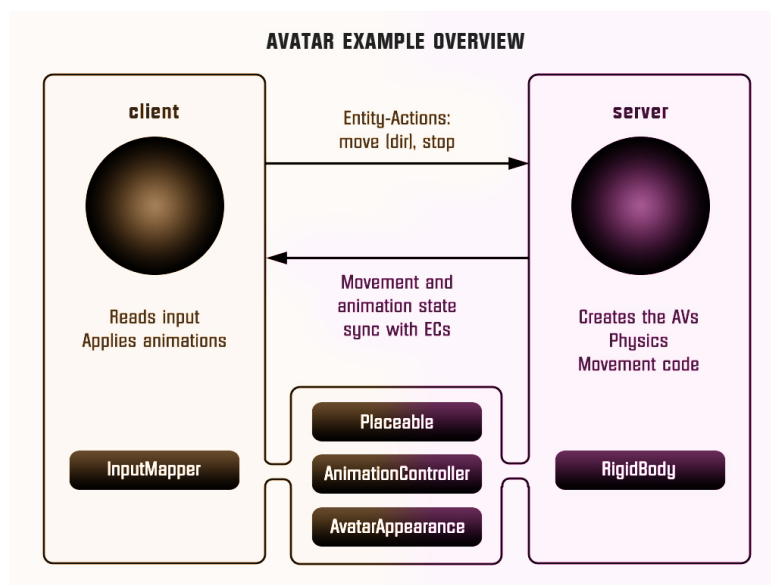 AVATAR EXAMPLE OVERVIEW
client
Entity-Actions:
move (dir), stop
server
Movement and
animation state
sync with ECs
Reads input
Applies animations
Creates the AVs
Physics
Movement code
Placeable
InputMapper
AnimationController
RigidBody
AvatarAppearance